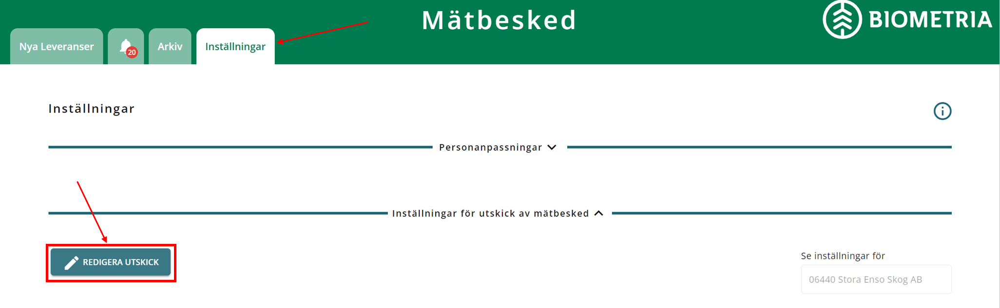 Mätbesked
BIOMETRIA
Nya Leveranser
20
Arkiv
Inställningar
Inställningar
Personanpassningar
Inställningar för utskick av mätbesked
REDIGERA UTSKICK
Se inställningar för
06440 Stora Enso Skog AB